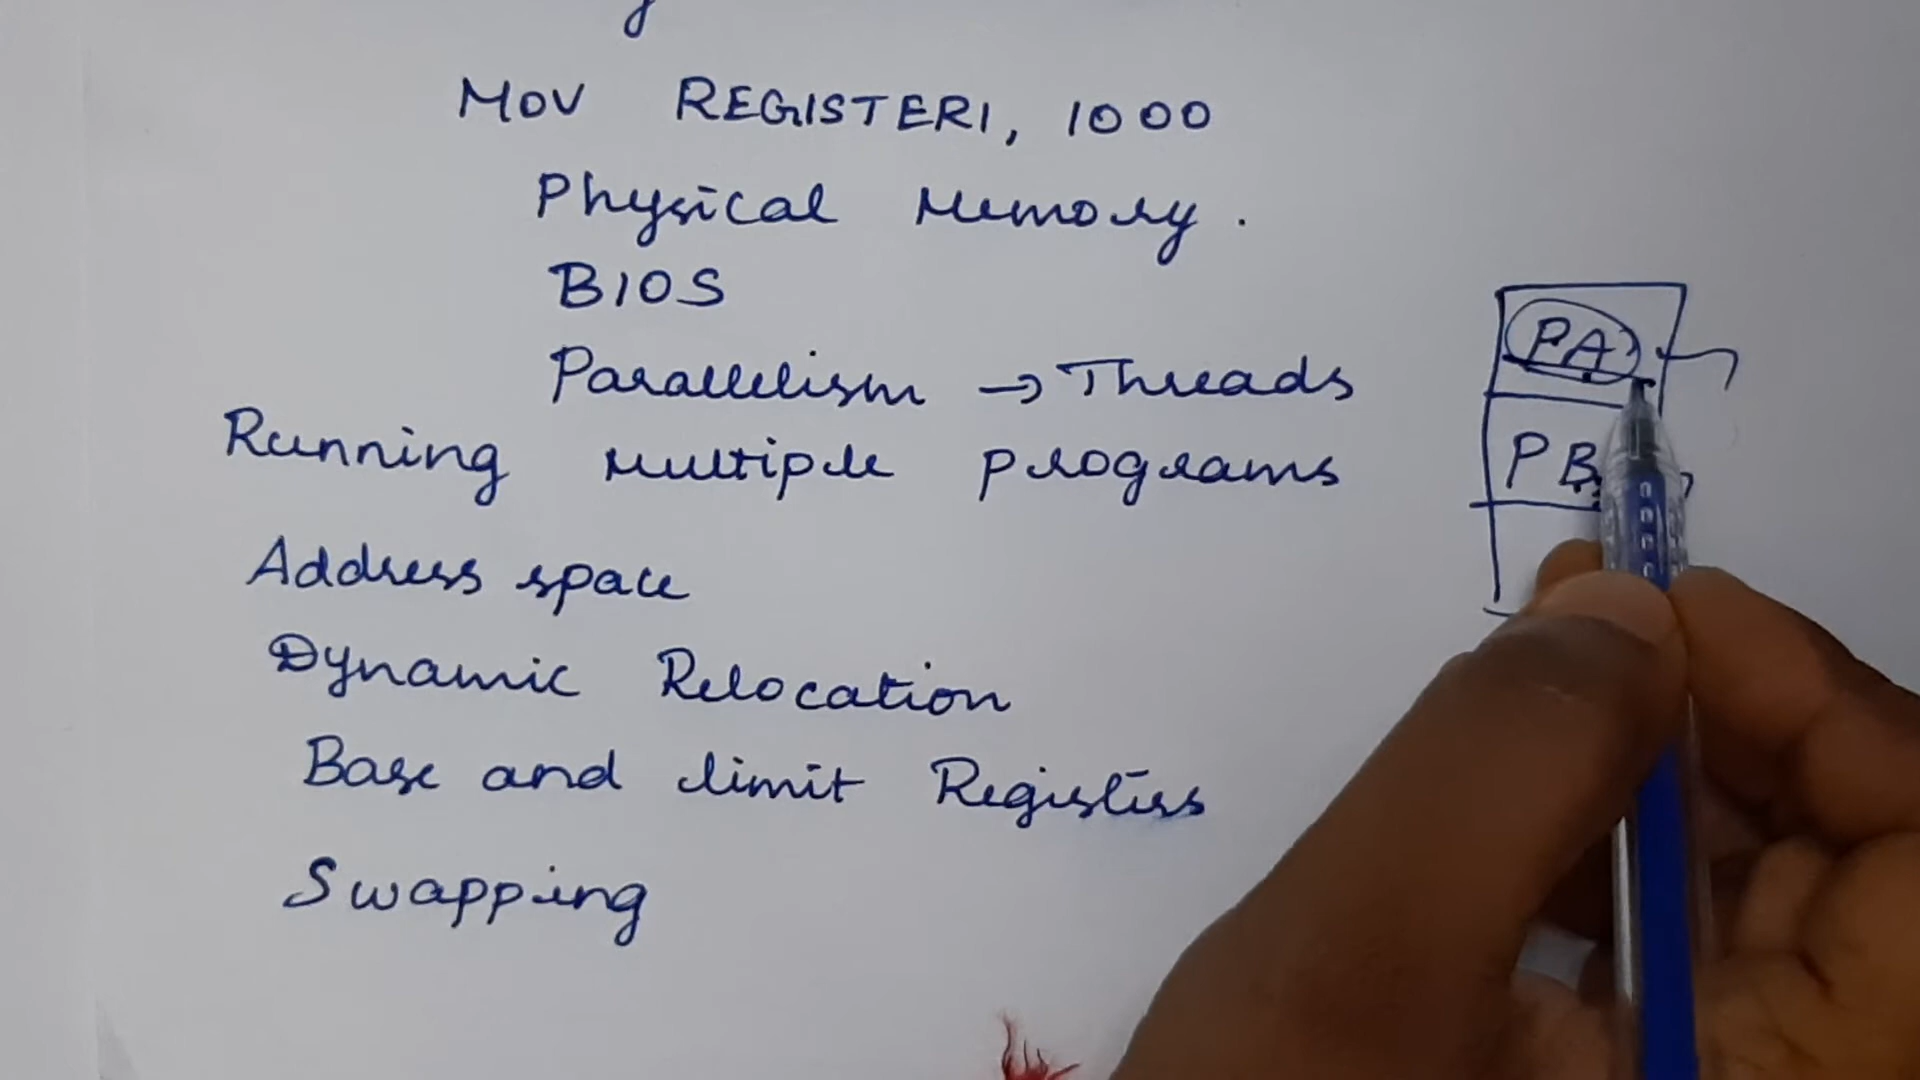 MOV REGISTER1, 1000
Physical Memory.
BIOS
Parallelism → Threads
Running multiple programs
Address space
Dynamic Relocation
Base and limit Registers
Swapping
PA
PB